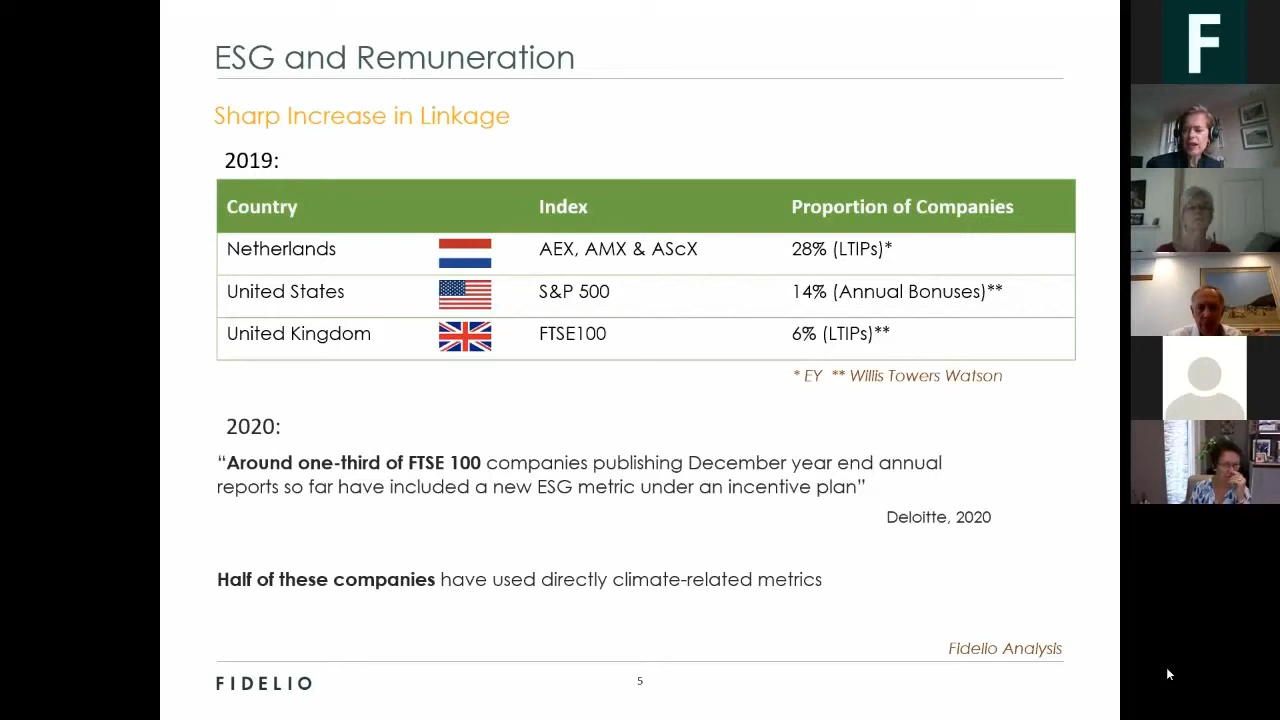 ESG and Remuneration
Sharp Increase in Linkage
2019:
Country Index Proportion of Companies
Netherlands AEX, AMX & AScX 28% (LTIPs)*
United States S&P 500 14% (Annual Bonuses)**
United Kingdom FTSE100 6% (LTIPs)**
* EY ** Willis Towers Watson
2020:
“Around one-third of FTSE 100 companies publishing December year end annual
reports so far have included a new ESG metric under an incentive plan”
Deloitte, 2020
Half of these companies have used directly climate-related metrics
Fidelio Analysis
FIDELIO
5
F